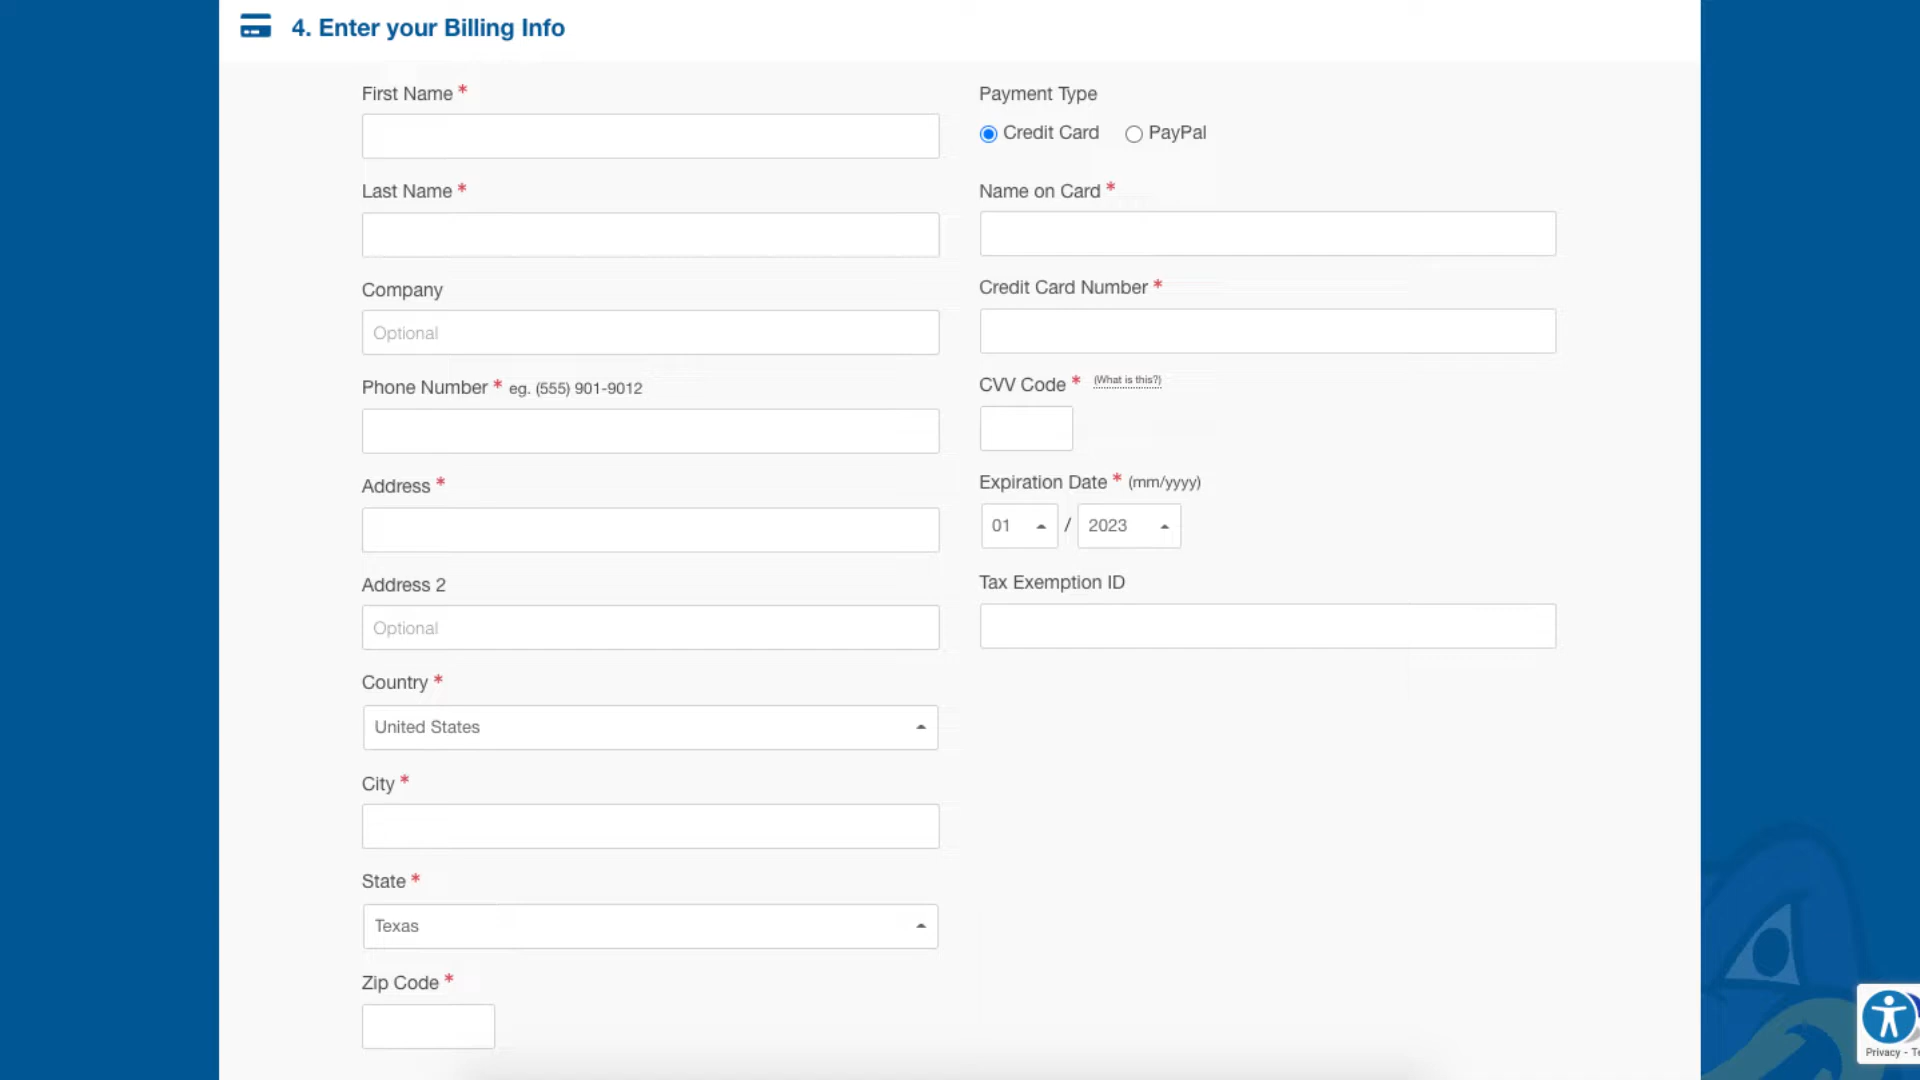 4. Enter your Billing Info
First Name *
Last Name *
Company
Optional
Phone Number * eg. (555) 901-9012
Address *
Address 2
Optional
Country *
United States
City *
State *
Texas
Zip Code *
Payment Type
Credit Card PayPal
Name on Card *
Credit Card Number *
CVV Code * (What is this?)
Expiration Date * (mm/yyyy)
01 / 2023
Tax Exemption ID
Privacy -